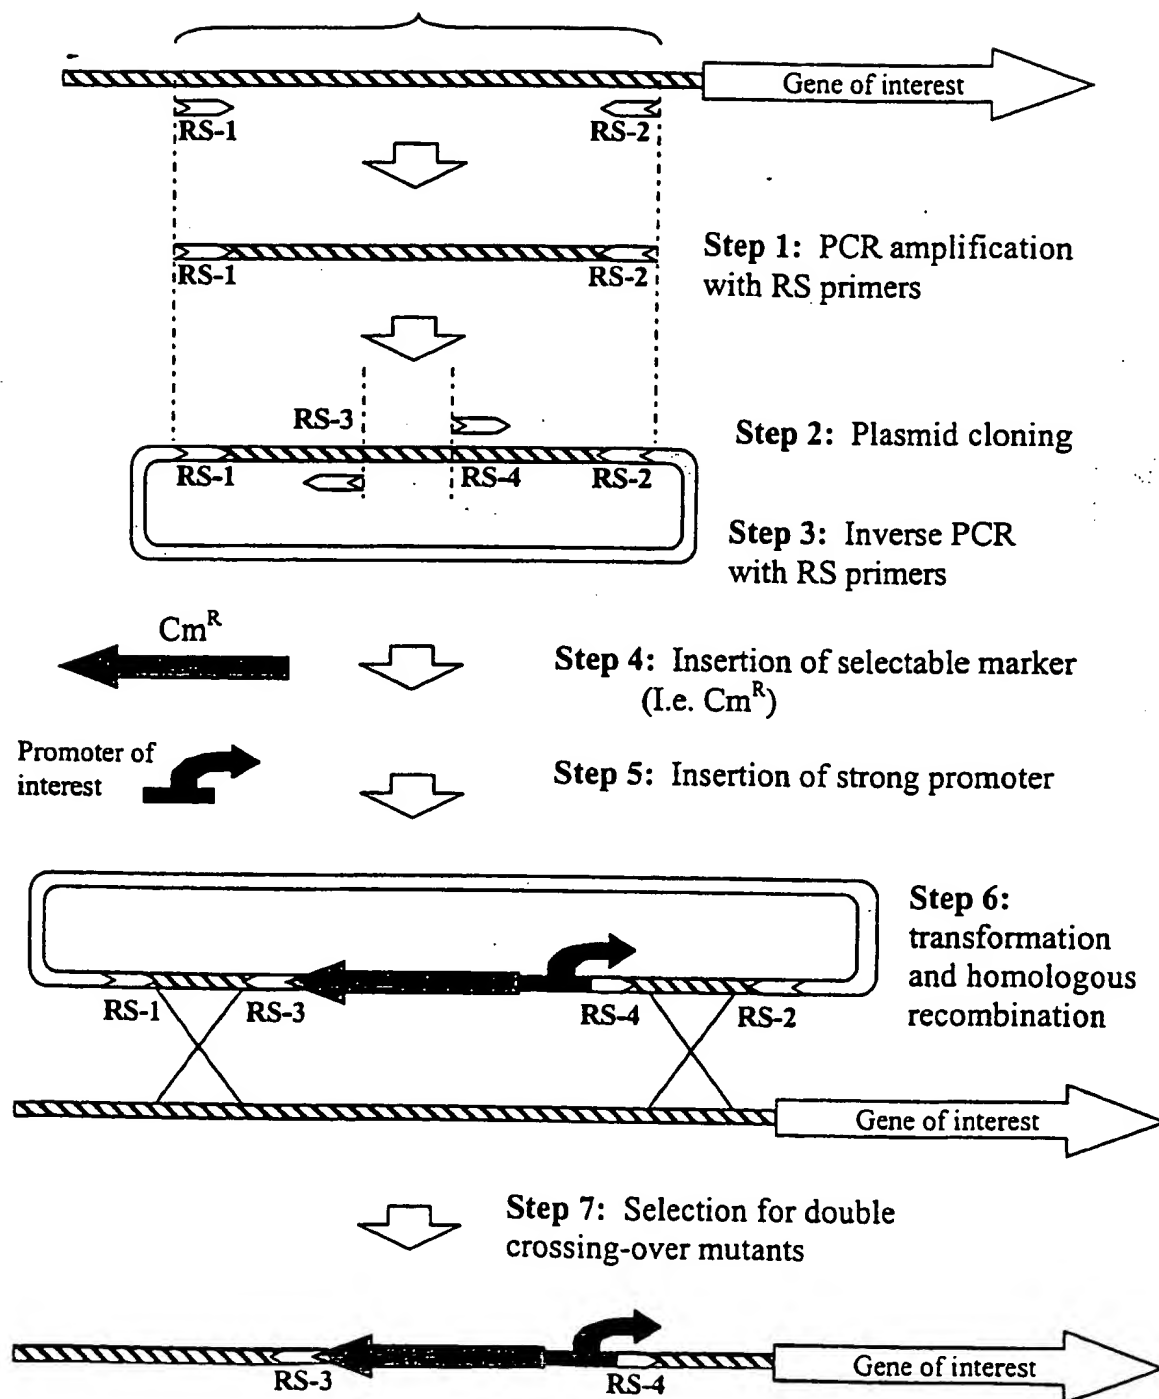 Gene of interest
RS-1
RS-2
RS-1
RS-2
Step 1: PCR amplification
with RS primers
RS-3
Step 2: Plasmid cloning
RS-1
RS-4
RS-2
Step 3: Inverse PCR
with RS primers
Cm^R
Step 4: Insertion of selectable marker
(I.e. Cm^R)
Promoter of
interest
Step 5: Insertion of strong promoter
Step 6:
transformation
and homologous
recombination
RS-1
RS-3
RS-4
RS-2
Gene of interest
Step 7: Selection for double
crossing-over mutants
Gene of interest
RS-3
RS-4